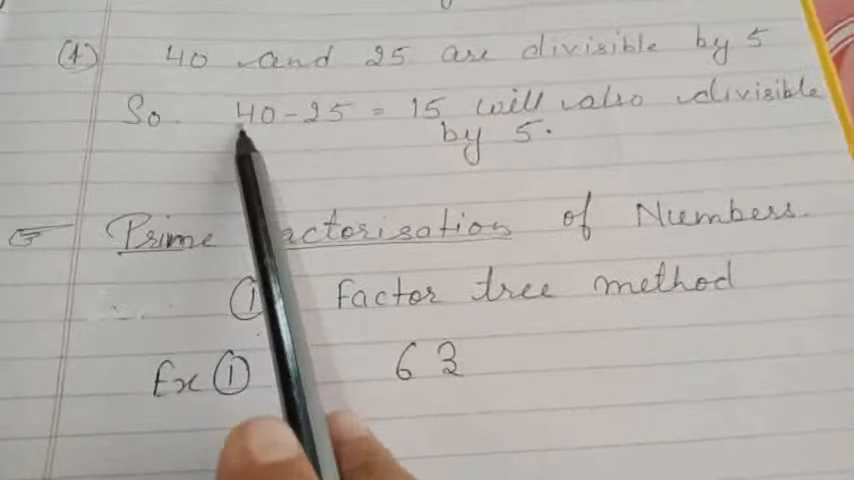 (4) 40 and 25 are divisible by 5
So 40 - 25 = 15 will also divisible
by 5.
☞ Prime actorisation of Numbers.
① Factor tree method
Ex ① 63